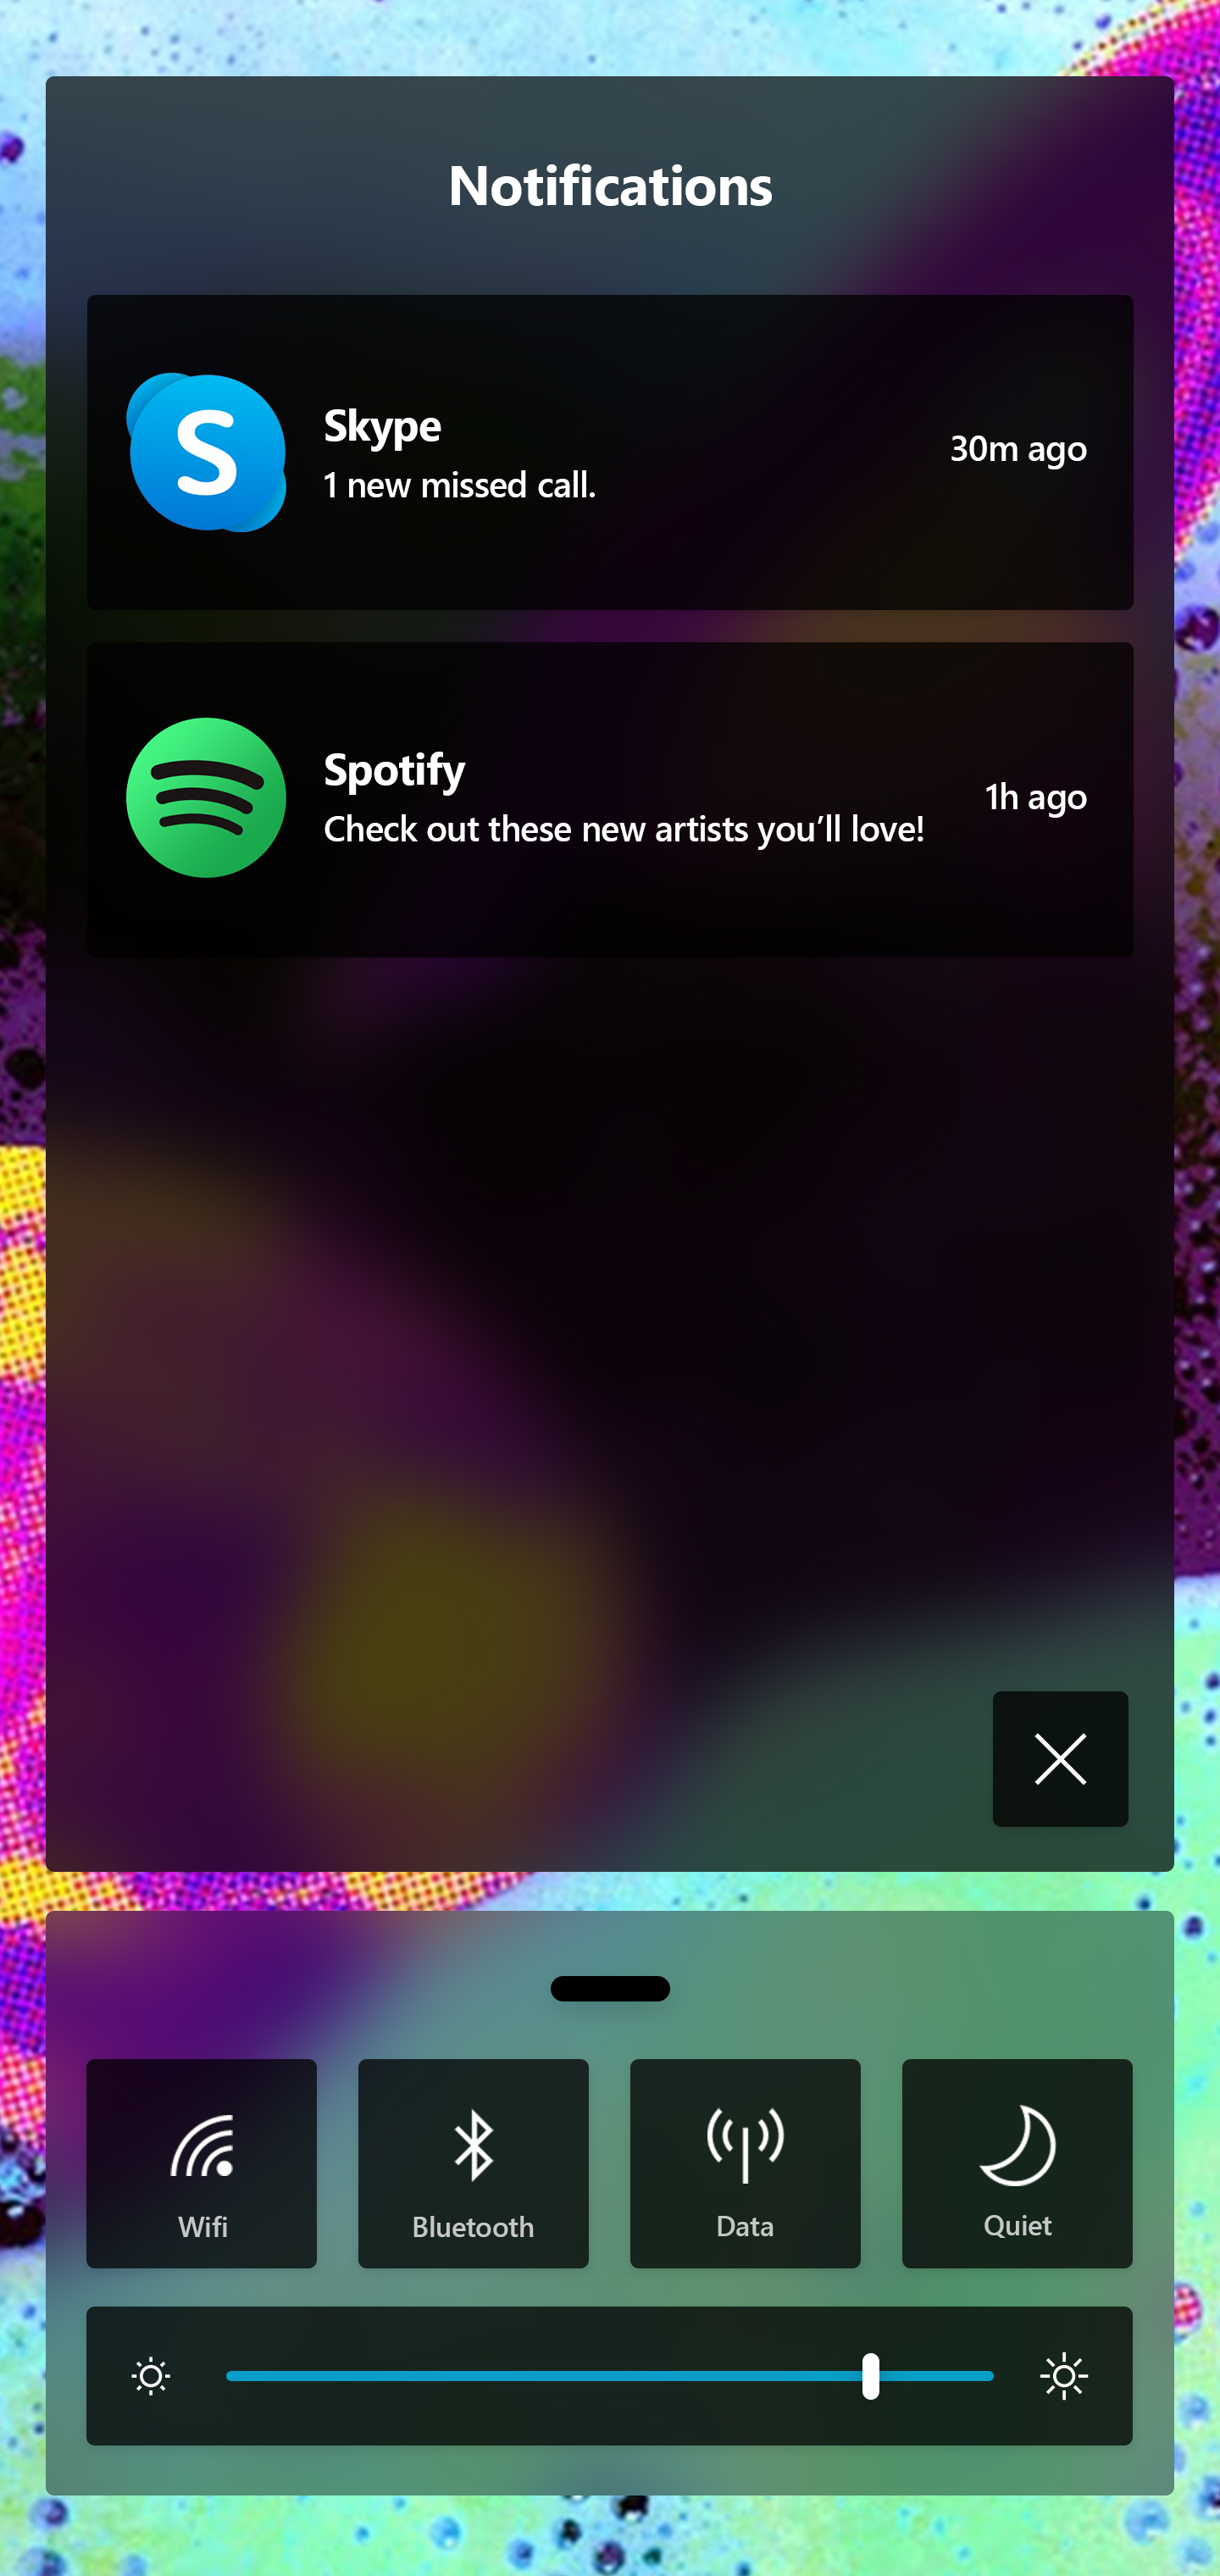 Notifications
S
Skype
1 new missed call.
30m ago
Spotify
Check out these new artists you’ll love!
1h ago
Wifi
Bluetooth
Data
Quiet